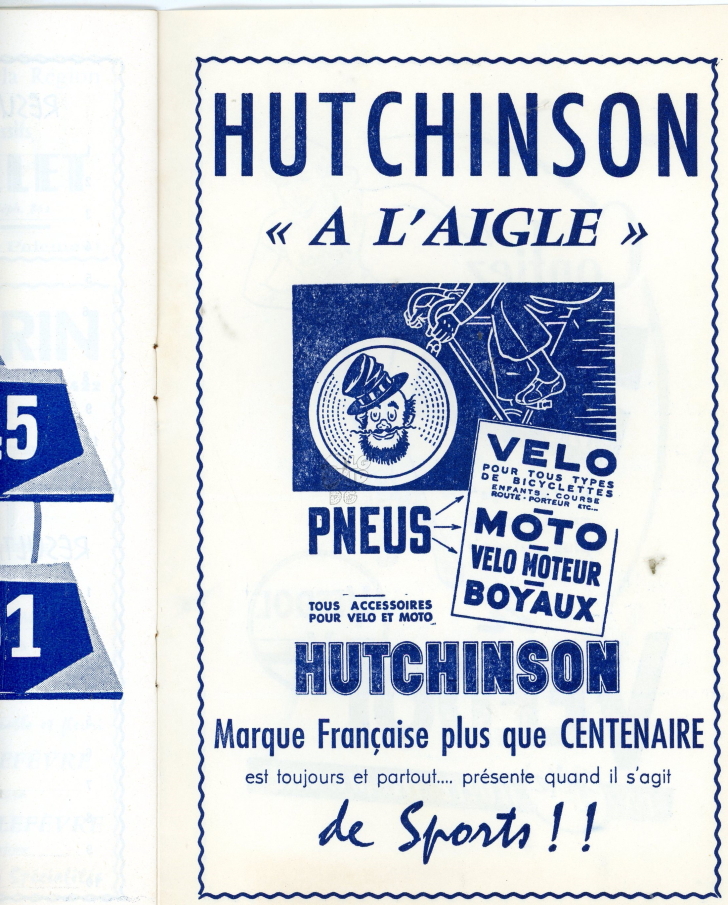 HUTCHINSON
« A L'AIGLE »
VELO
POUR TOUS TYPES
DE BICYCLETTES
ENFANTS - COURSE
ROUTE - PORTEUR ETC...
PNEUS
MOTO
VELO MOTEUR
BOYAUX
TOUS ACCESSOIRES
POUR VELO ET MOTO
HUTCHINSON
Marque Française plus que CENTENAIRE
est toujours et partout.... présente quand il s'agit
de Sports ! !
5
1